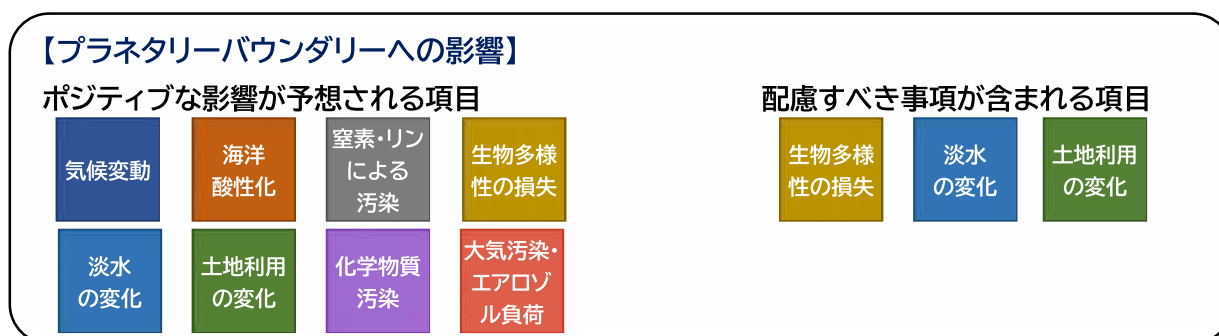 【プラネタリーバウンダリーへの影響】
ポジティブな影響が予想される項目
気候変動
海洋
酸性化
窒素・リン
による
汚染
生物多様
性の損失
淡水
の変化
土地利用
の変化
化学物質
汚染
大気汚染・
エアロゾ
ル負荷
配慮すべき事項が含まれる項目
生物多様
性の損失
淡水
の変化
土地利用
の変化